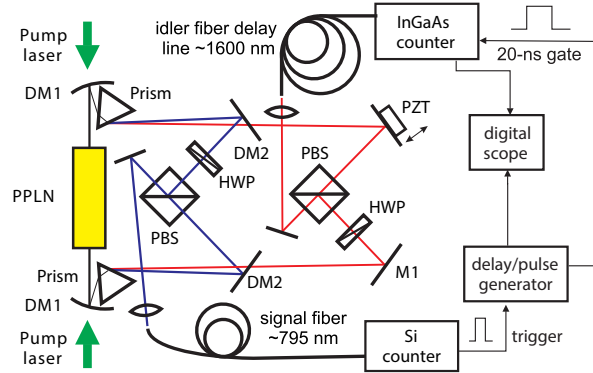 Pump
laser
idler fiber delay
line ~1600 nm
InGaAs
counter
20-ns gate
DM1
Prism
PZT
DM2
digital
scope
PPLN
HWP
PBS
PBS
HWP
Prism
DM1
DM2
M1
delay/pulse
generator
Pump
laser
signal fiber
~795 nm
Si
counter
trigger